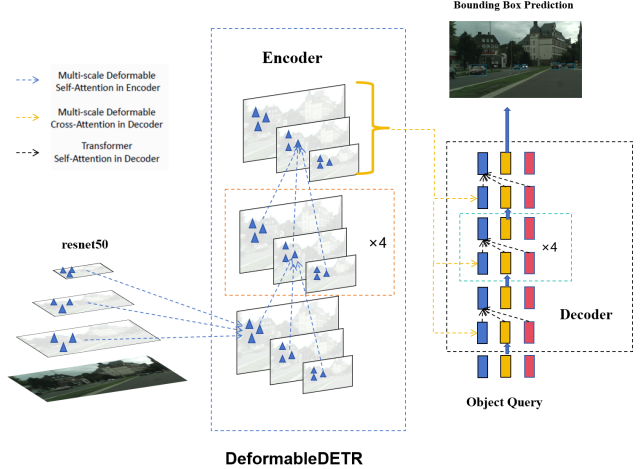 Bounding Box Prediction
Encoder
Multi-scale Deformable
Self-Attention in Encoder
Multi-scale Deformable
Cross-Attention in Decoder
Transformer
Self-Attention in Decoder
resnet50
×4
×4
Decoder
Object Query
DeformableDETR